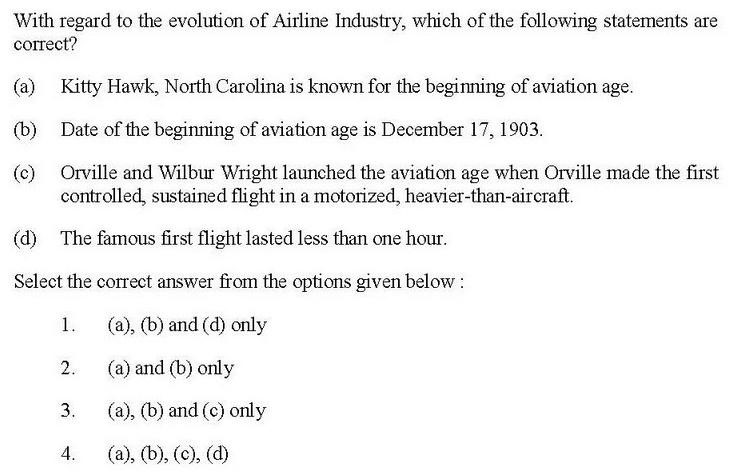 With regard to the evolution of Airline Industry, which of the following statements are
correct?
(a) Kitty Hawk, North Carolina is known for the beginning of aviation age.
(b) Date of the beginning of aviation age is December 17, 1903.
(c) Orville and Wilbur Wright launched the aviation age when Orville made the first
controlled, sustained flight in a motorized, heavier-than-aircraft.
(d) The famous first flight lasted less than one hour.
Select the correct answer from the options given below :
1. (a), (b) and (d) only
2. (a) and (b) only
3. (a), (b) and (c) only
4. (a), (b), (c), (d)